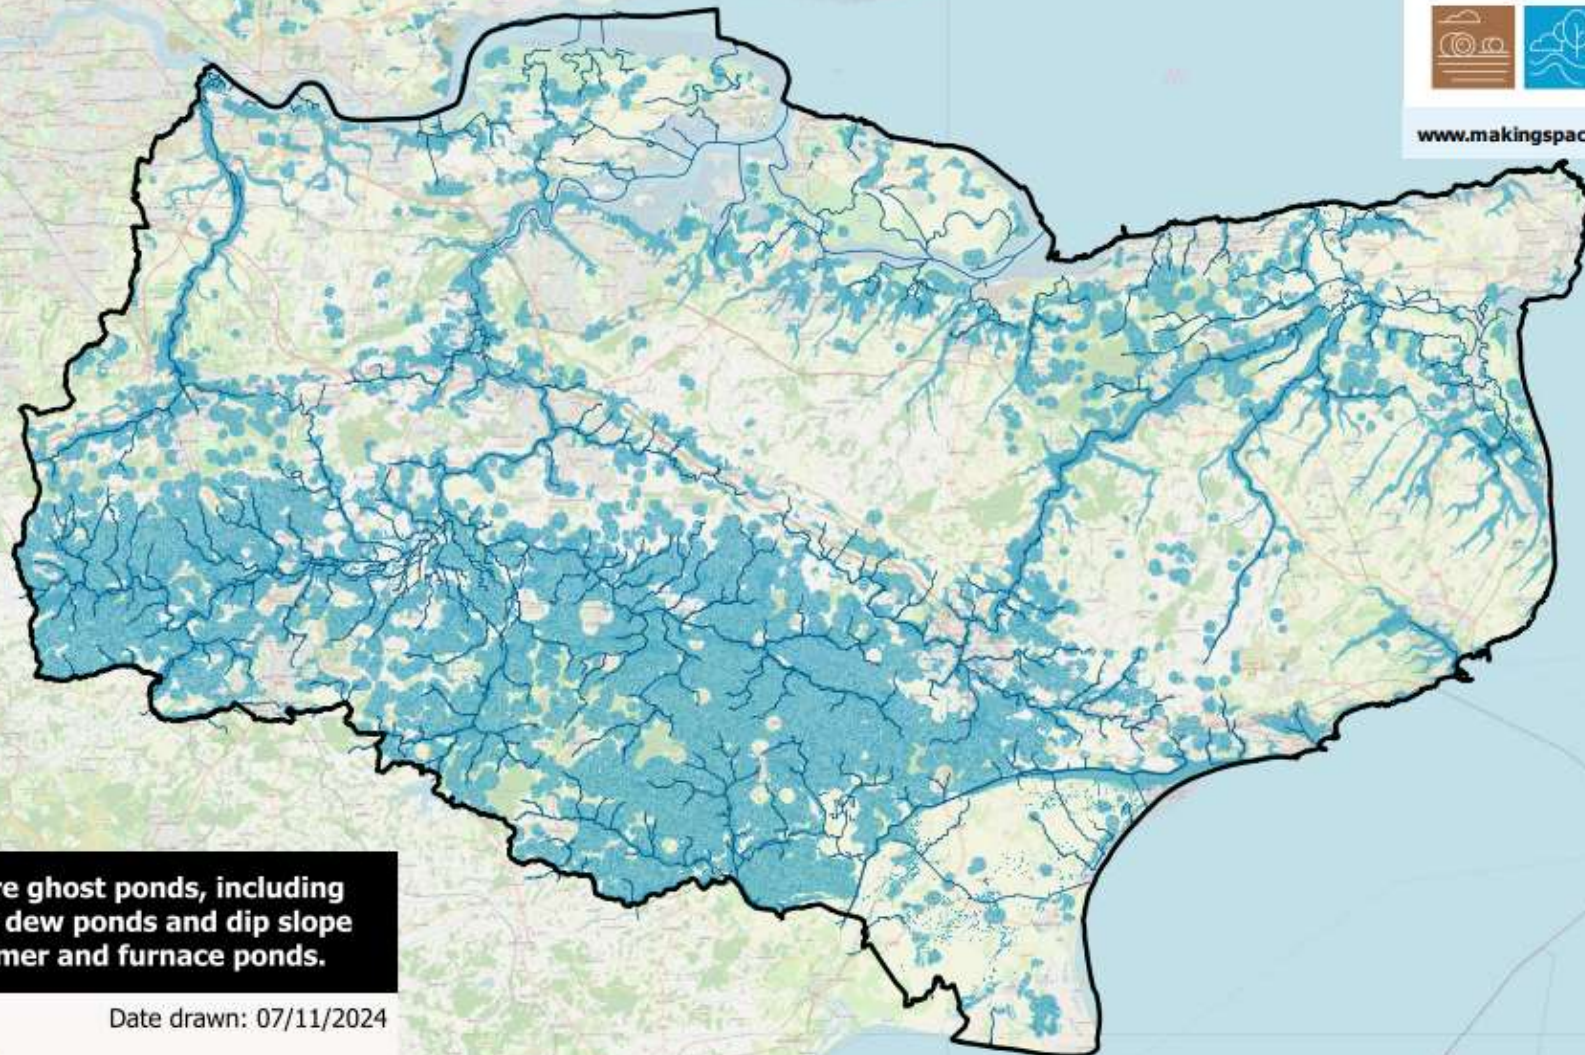 www.makingspac
re ghost ponds, including
dew ponds and dip slope
mer and furnace ponds.
Date drawn: 07/11/2024